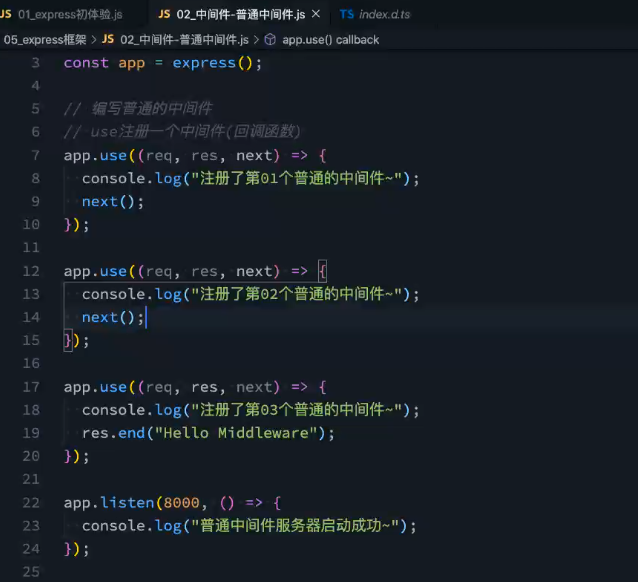 JS 01_express初体验.js JS 02_中间件-普通中间件.js × TS index.d.ts
05_express框架 > JS 02_中间件-普通中间件.js > app.use() callback
3 const app = express();
4
5 // 编写普通的中间件
6 // use注册一个中间件(回调函数)
7 app.use((req, res, next) => {
8 console.log("注册了第01个普通的中间件~");
9 next();
10 });
11
12 app.use((req, res, next) => {
13 console.log("注册了第02个普通的中间件~");
14 next();
15 });
16
17 app.use((req, res, next) => {
18 console.log("注册了第03个普通的中间件~");
19 res.end("Hello Middleware");
20 });
21
22 app.listen(8000, () => {
23 console.log("普通中间件服务器启动成功~");
24 });
25